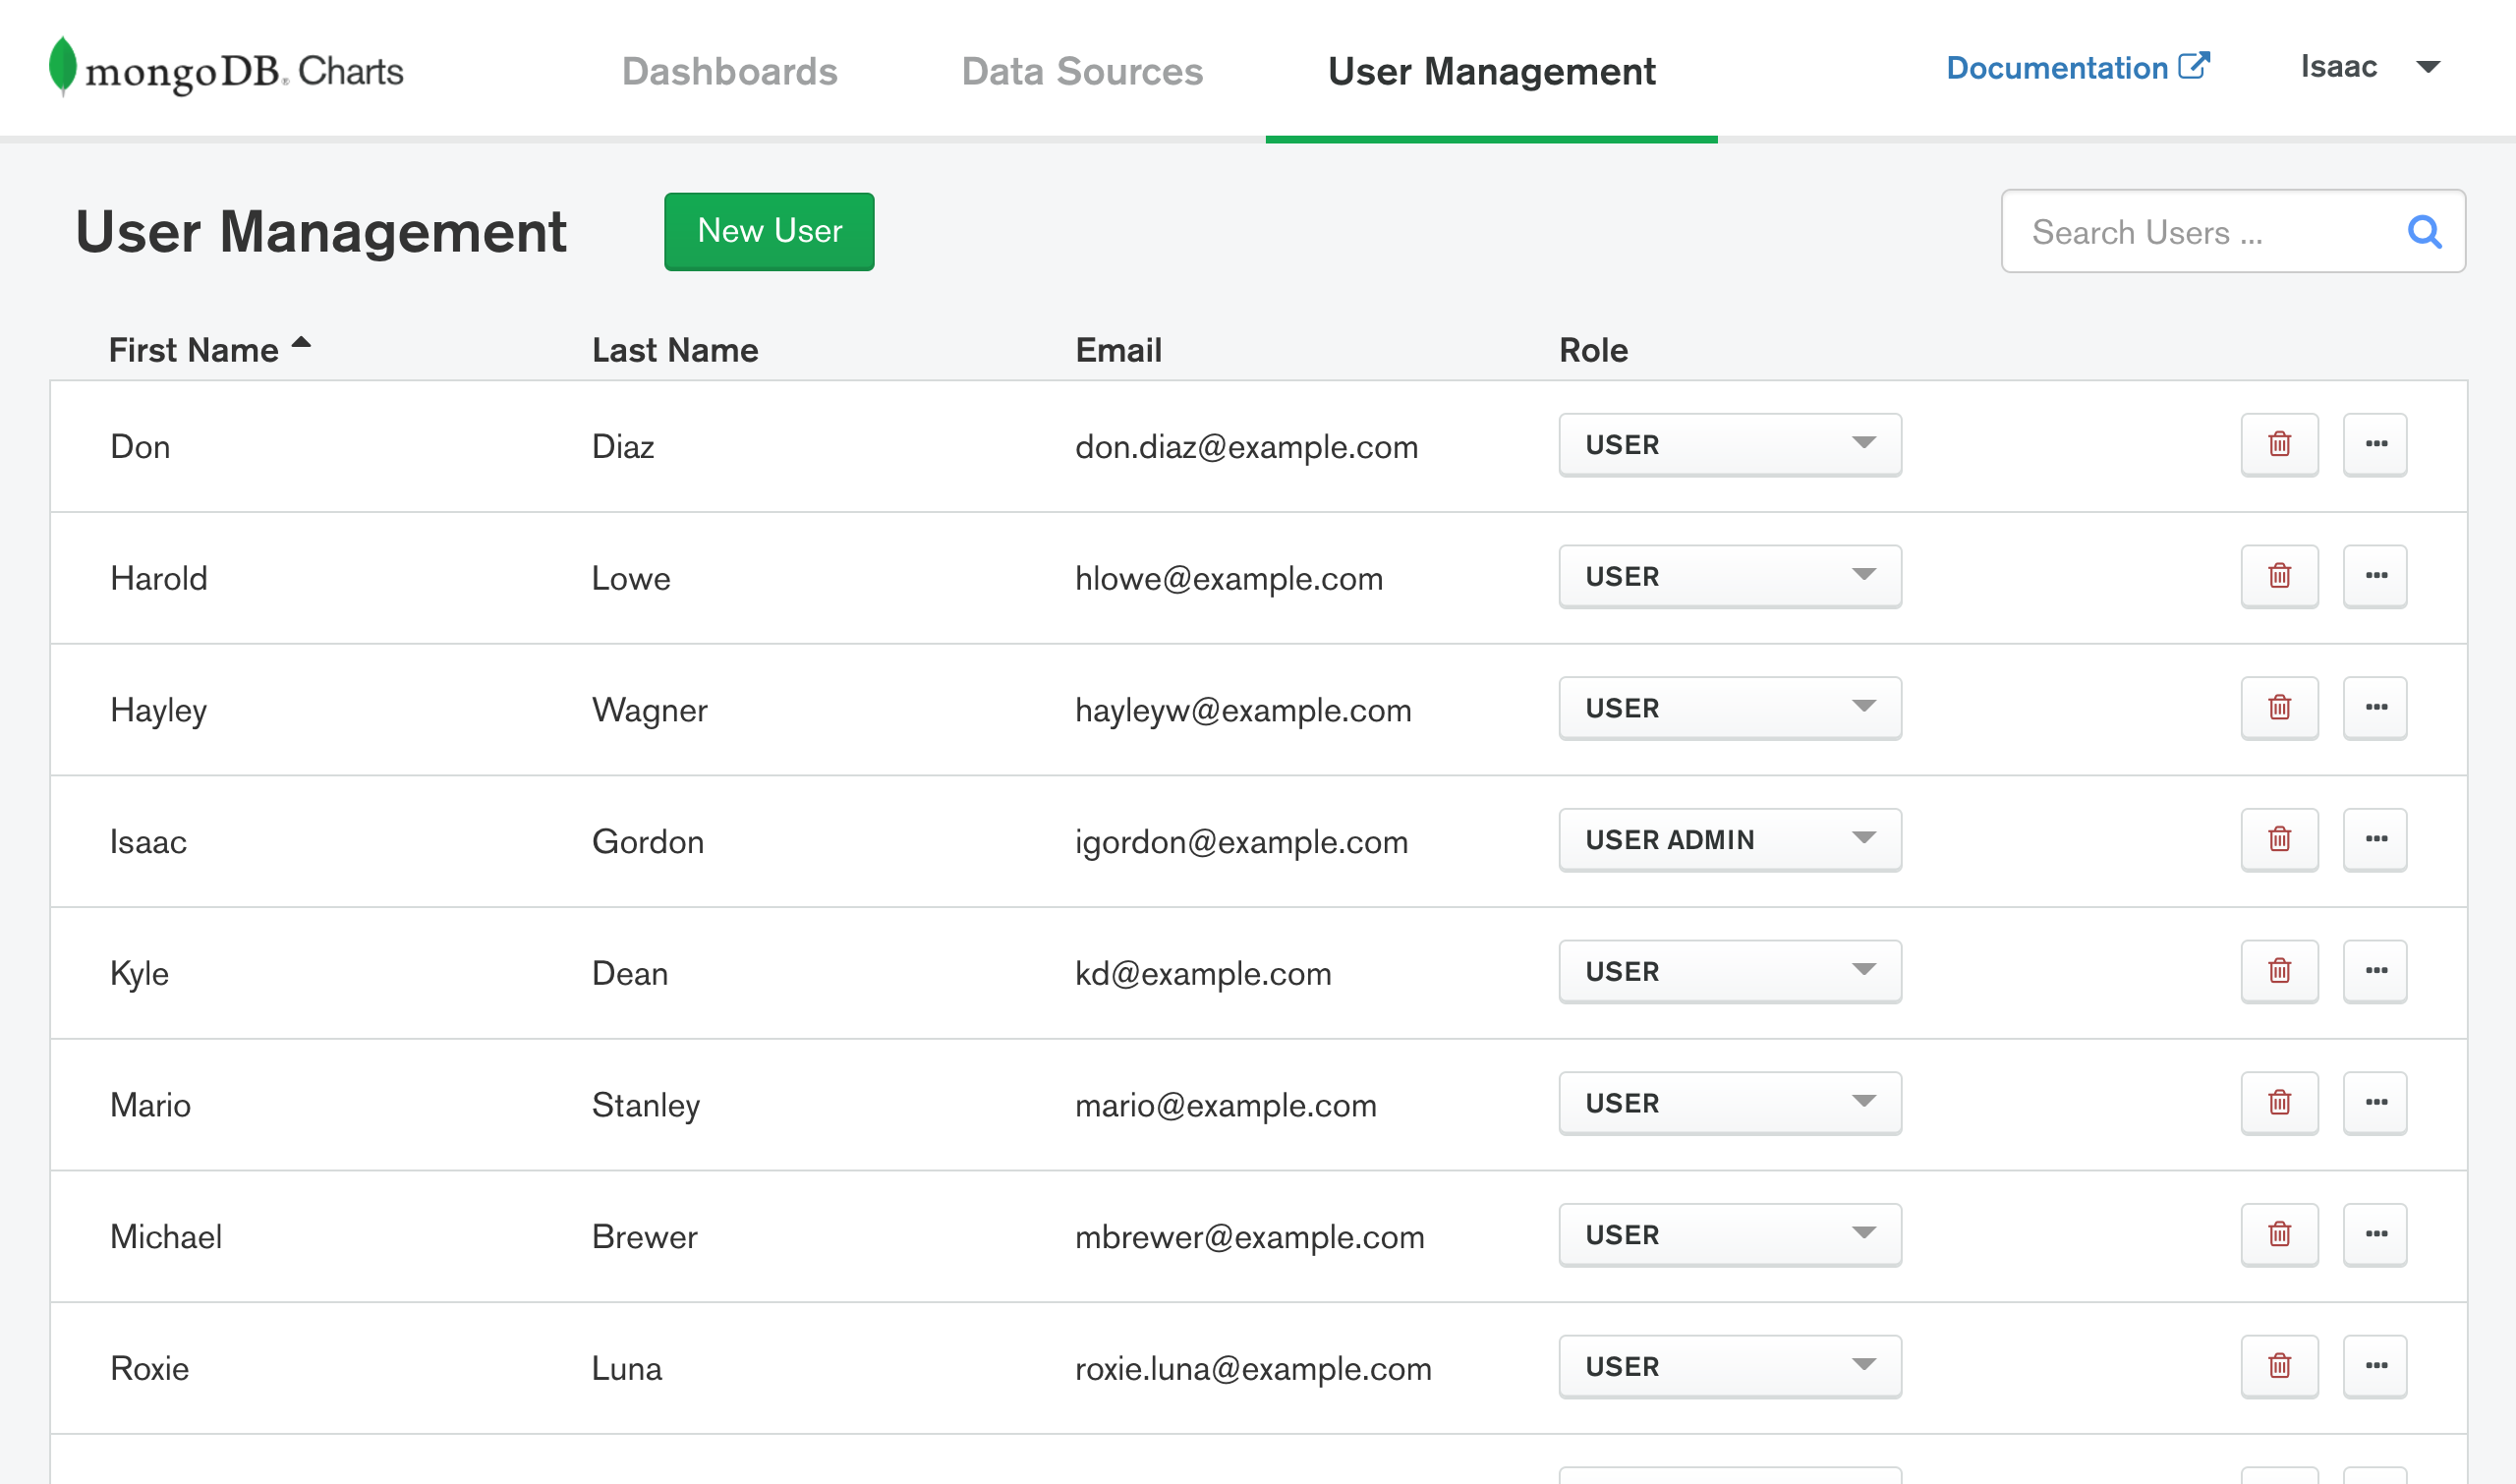 mongoDB® Charts
Dashboards
Data Sources
User Management
Documentation
Isaac
User Management
New User
Search Users ...
First Name Last Name Email Role
Don Diaz don.diaz@example.com USER
Harold Lowe hlowe@example.com USER
Hayley Wagner hayleyw@example.com USER
Isaac Gordon igordon@example.com USER ADMIN
Kyle Dean kd@example.com USER
Mario Stanley mario@example.com USER
Michael Brewer mbrewer@example.com USER
Roxie Luna roxie.luna@example.com USER